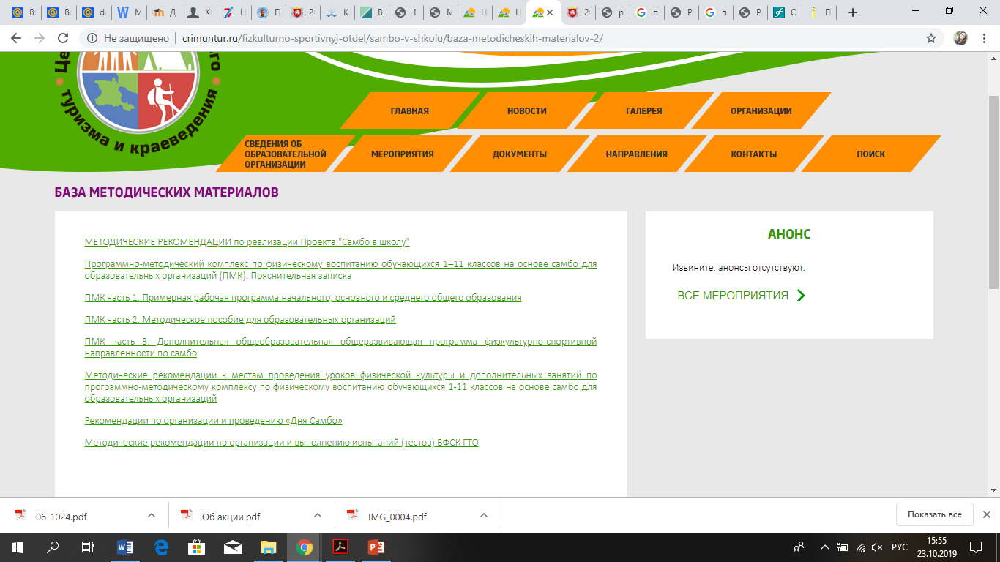 В:
В:
d
М
Д
К
Ц
П
2
К
В
1
М
Ц
Ц
2
р
п
Р
п
Р
F
П
Не защищено | crimuntur.ru/fizkulturno-sportivnyj-otdel/sambo-v-shkolu/baza-metodicheskih-materialov-2/
туризма и краеведения
ГЛАВНАЯ
НОВОСТИ
ГАЛЕРЕЯ
ОРГАНИЗАЦИИ
СВЕДЕНИЯ ОБ
ОБРАЗОВАТЕЛЬНОЙ
ОРГАНИЗАЦИИ
МЕРОПРИЯТИЯ
ДОКУМЕНТЫ
НАПРАВЛЕНИЯ
КОНТАКТЫ
ПОИСК
БАЗА МЕТОДИЧЕСКИХ МАТЕРИАЛОВ
МЕТОДИЧЕСКИЕ РЕКОМЕНДАЦИИ по реализации Проекта "Самбо в школу"
Программно-методический комплекс по физическому воспитанию обучающихся 1–11 классов на основе самбо для
образовательных организаций (ПМК). Пояснительная записка
ПМК часть 1. Примерная рабочая программа начального, основного и среднего общего образования
ПМК часть 2. Методическое пособие для образовательных организаций
ПМК часть 3. Дополнительная общеобразовательная общеразвивающая программа физкультурно-спортивной
направленности по самбо
Методические рекомендации к местам проведения уроков физической культуры и дополнительных занятий по
программно-методическому комплексу по физическому воспитанию обучающихся 1-11 классов на основе самбо для
образовательных организаций
Рекомендации по организации и проведению «Дня Самбо»
Методические рекомендации по организации и выполнению испытаний (тестов) ВФСК ГТО
АНОНС
Извините, анонсы отсутствуют.
ВСЕ МЕРОПРИЯТИЯ
06-1024.pdf
Об акции.pdf
IMG_0004.pdf
Показать все
РУС
15:55
23.10.2019